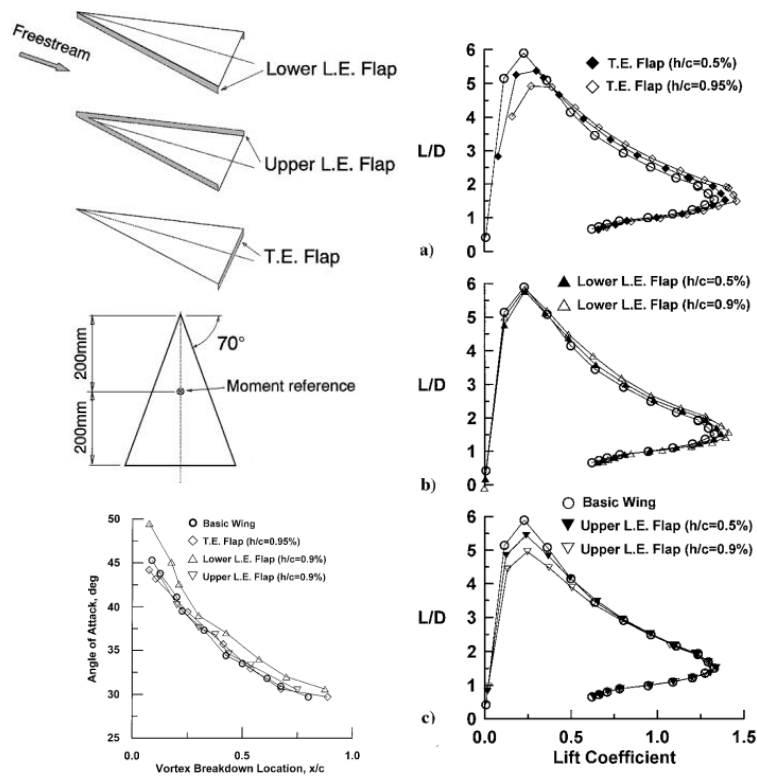 Freestream
Lower L.E. Flap
Upper L.E. Flap
T.E. Flap
200mm
200mm
70°
Moment reference
50
45
40
35
30
25
Angle of Attack, deg
Basic Wing
T.E. Flap (h/c=0.95%)
Lower L.E. Flap (h/c=0.9%)
Upper L.E. Flap (h/c=0.9%)
0.0
0.5
1.0
Vortex Breakdown Location, x/c
6
5
4
3
2
1
0
L/D
T.E. Flap (h/c=0.5%)
T.E. Flap (h/c=0.95%)
a)
6
5
4
3
2
1
0
L/D
Lower L.E. Flap (h/c=0.5%)
Lower L.E. Flap (h/c=0.9%)
b)
6
5
4
3
2
1
0
L/D
Basic Wing
Upper L.E. Flap (h/c=0.5%)
Upper L.E. Flap (h/c=0.9%)
c)
0.0
0.5
1.0
1.5
Lift Coefficient